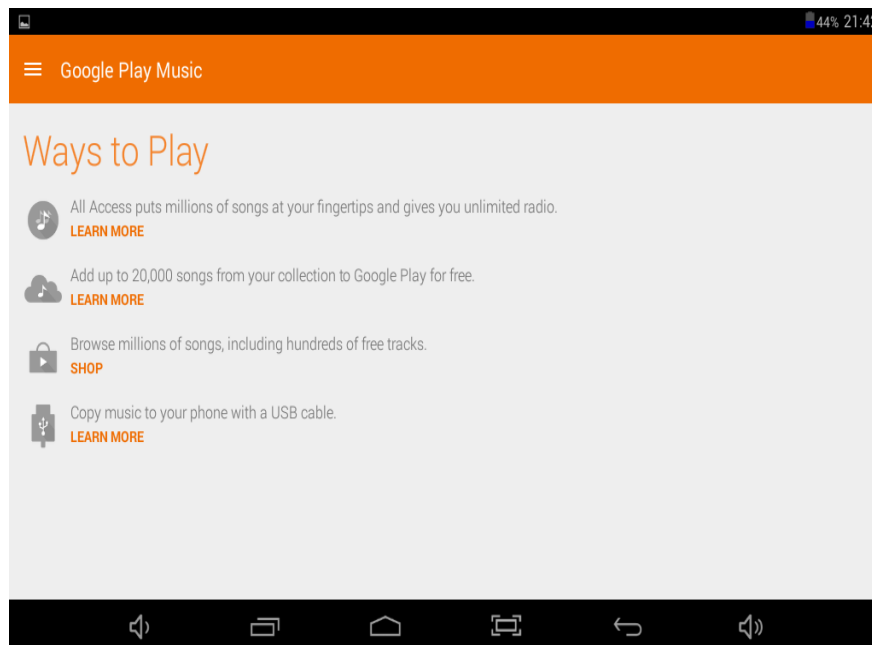 44% 21:42
Google Play Music
Ways to Play
All Access puts millions of songs at your fingertips and gives you unlimited radio.
LEARN MORE
Add up to 20,000 songs from your collection to Google Play for free.
LEARN MORE
Browse millions of songs, including hundreds of free tracks.
SHOP
Copy music to your phone with a USB cable.
LEARN MORE